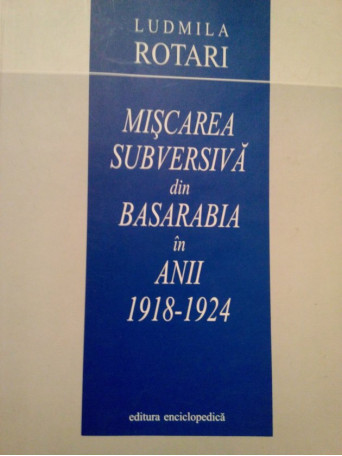 LUDMILA
ROTARI
MIŞCAREA
SUBVERSIVĂ
din
BASARABIA
în
ANII
1918-1924
editura enciclopedică